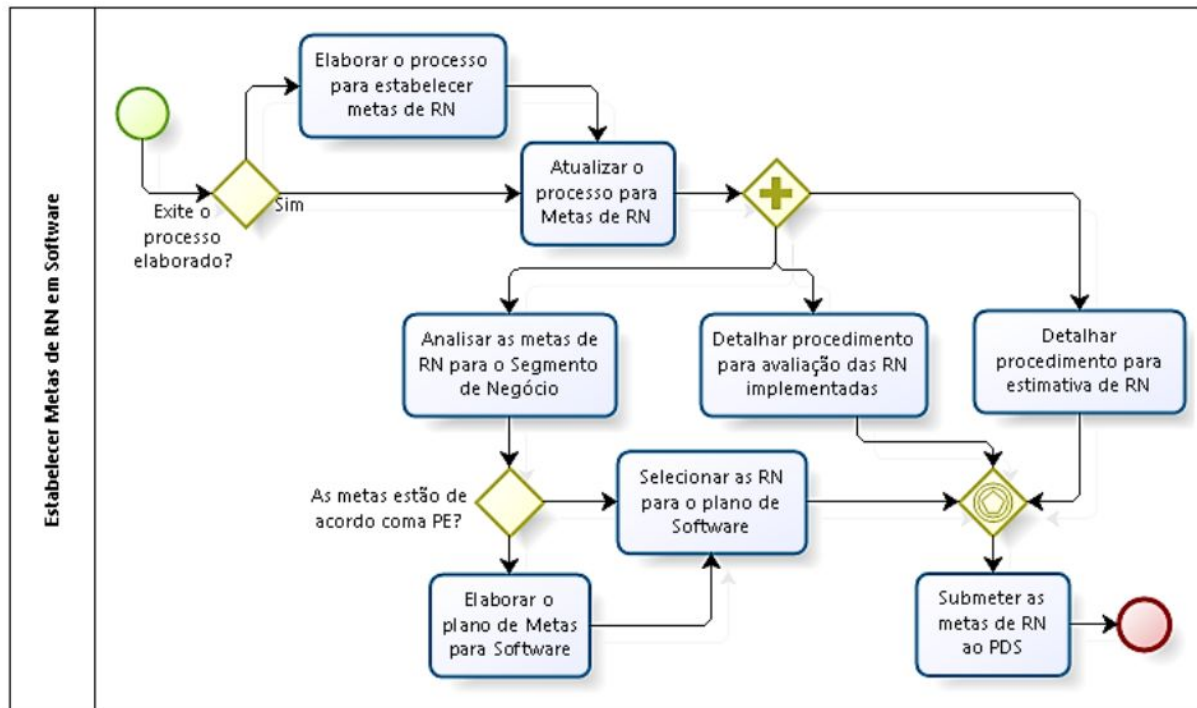 Estabelecer Metas de RN em Software
Elaborar o processo
para estabelecer
metas de RN
Exite o
processo
elaborado?
Sim
Atualizar o
processo para
Metas de RN
Analisar as metas de
RN para o Segmento
de Negócio
Detalhar procedimento
para avaliação das RN
implementadas
Detalhar
procedimento para
estimativa de RN
As metas estão de
acordo coma PE?
Selecionar as RN
para o plano de
Software
Elaborar o
plano de Metas
para Software
Submeter as
metas de RN
ao PDS